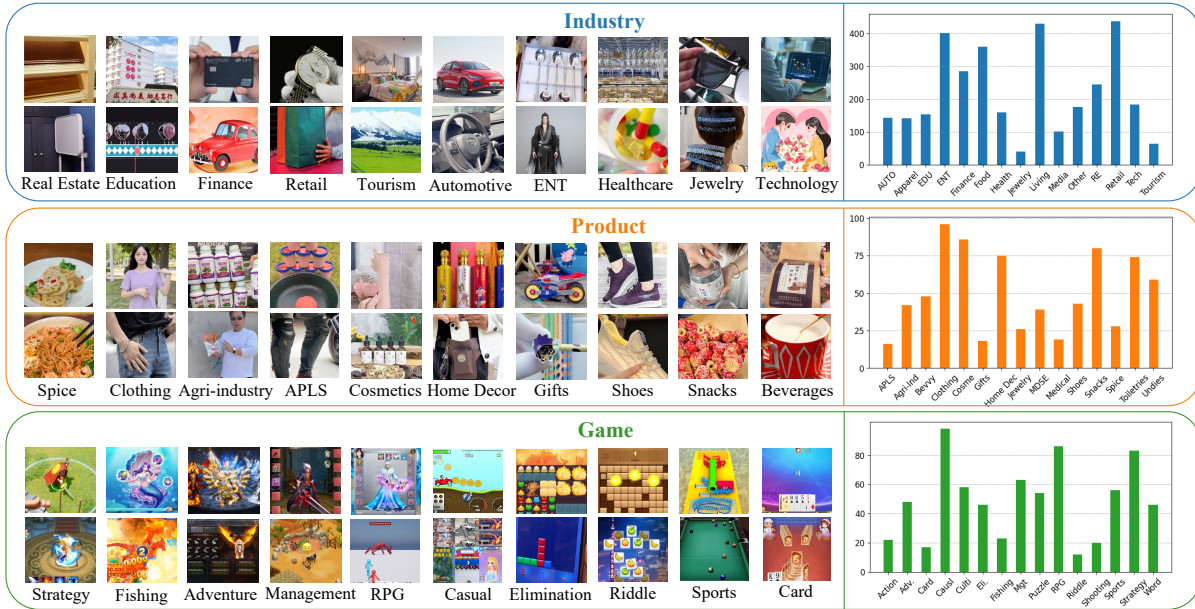 Industry
Real Estate
Education
Finance
Retail
Tourism
Automotive
ENT
Healthcare
Jewelry
Technology
400
300
200
100
0
AUTO
Apparel
EDU
ENT
Finance
Food
Health
Jewelry
Living
Media
Other
RE
Retail
Tech
Tourism
Product
Spice
Clothing
Agri-industry
APLS
Cosmetics
Home Decor
Gifts
Shoes
Snacks
Beverages
100
75
50
25
0
APLS
Agri-Ind
Bevvy
Clothing
Cosme
Gifts
Home Dec
Jewelry
MDSE
Medical
Shoes
Snacks
Spice
Toiletries
Undies
Game
Strategy
Fishing
Adventure
Management
RPG
Casual
Elimination
Riddle
Sports
Card
80
60
40
20
0
Action
Adv.
Card
Causl
Culti
Eli.
Fishing
Mgt
Puzzle
RPG
Riddle
Shooting
Sports
Strategy
Word